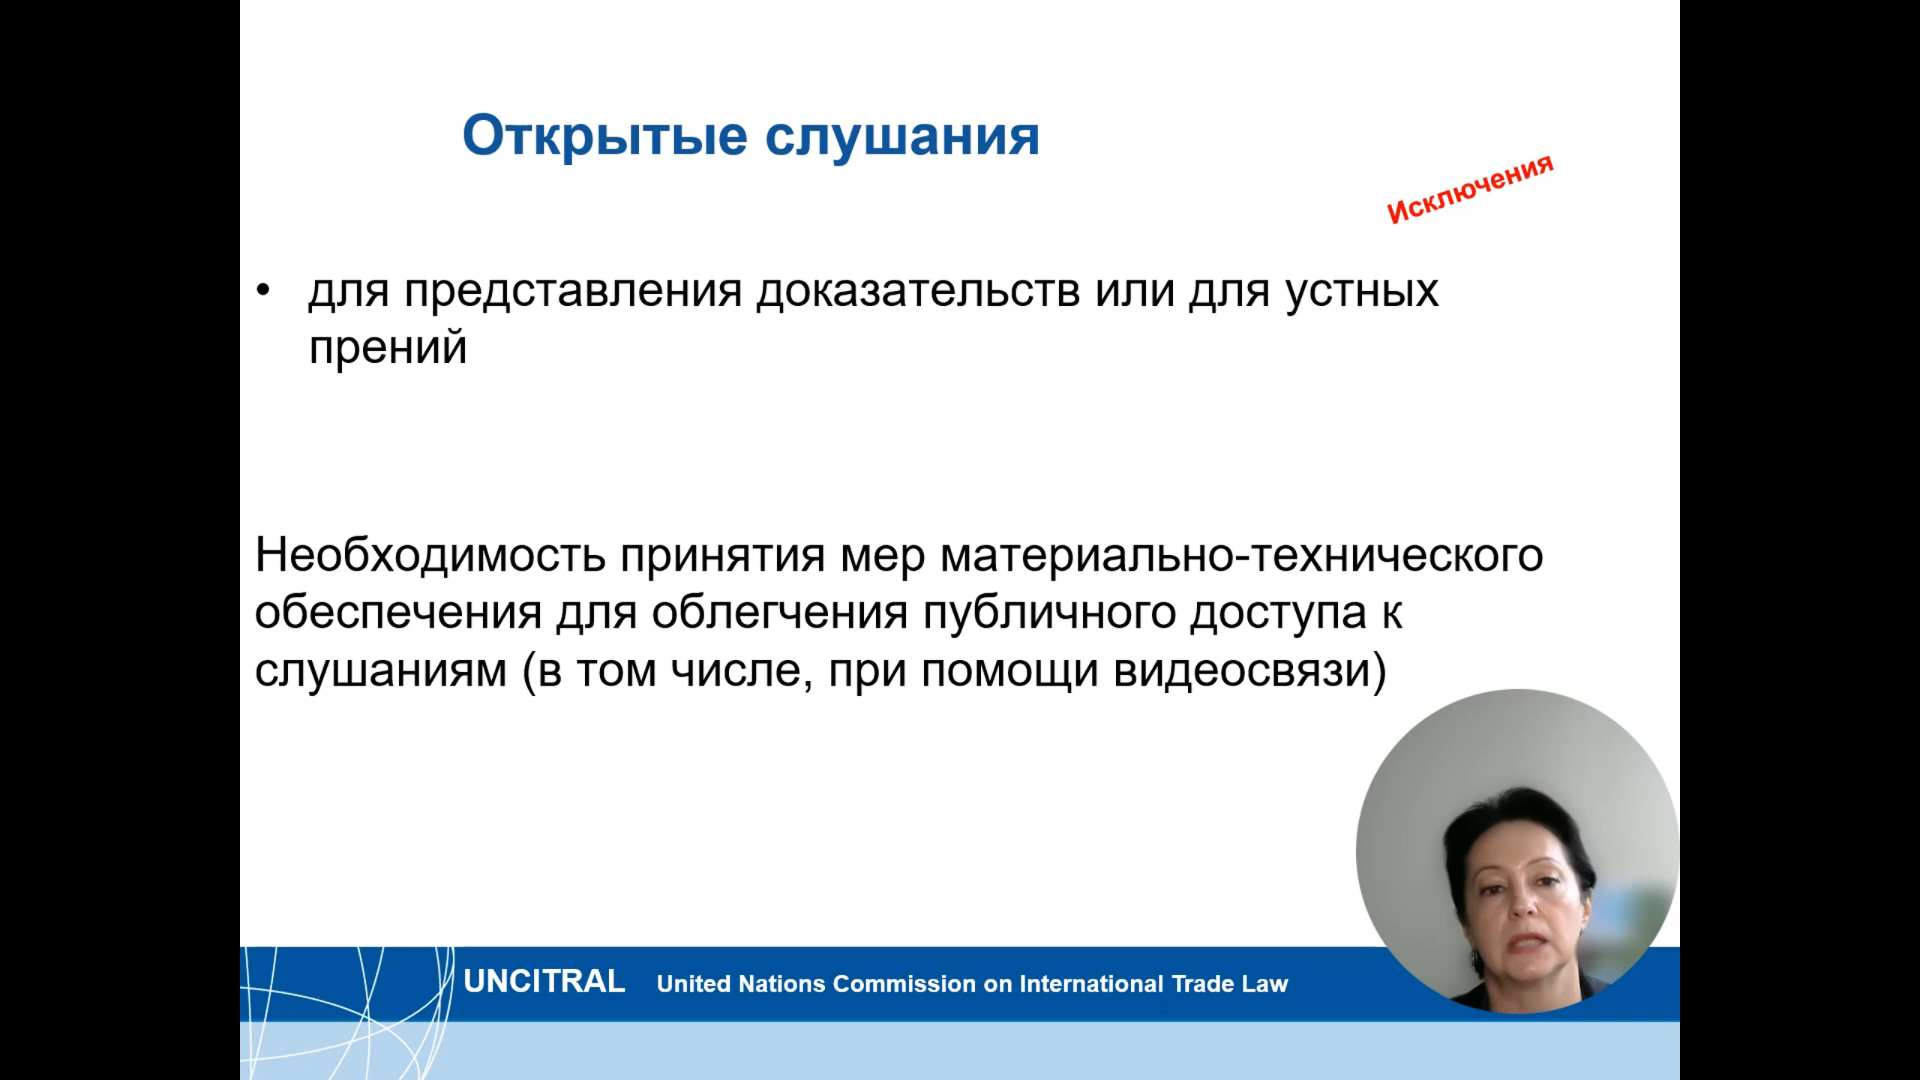 Открытые слушания
Исключения
• для представления доказательств или для устных
прений
Необходимость принятия мер материально-технического
обеспечения для облегчения публичного доступа к
слушаниям (в том числе, при помощи видеосвязи)
UNCITRAL United Nations Commission on International Trade Law